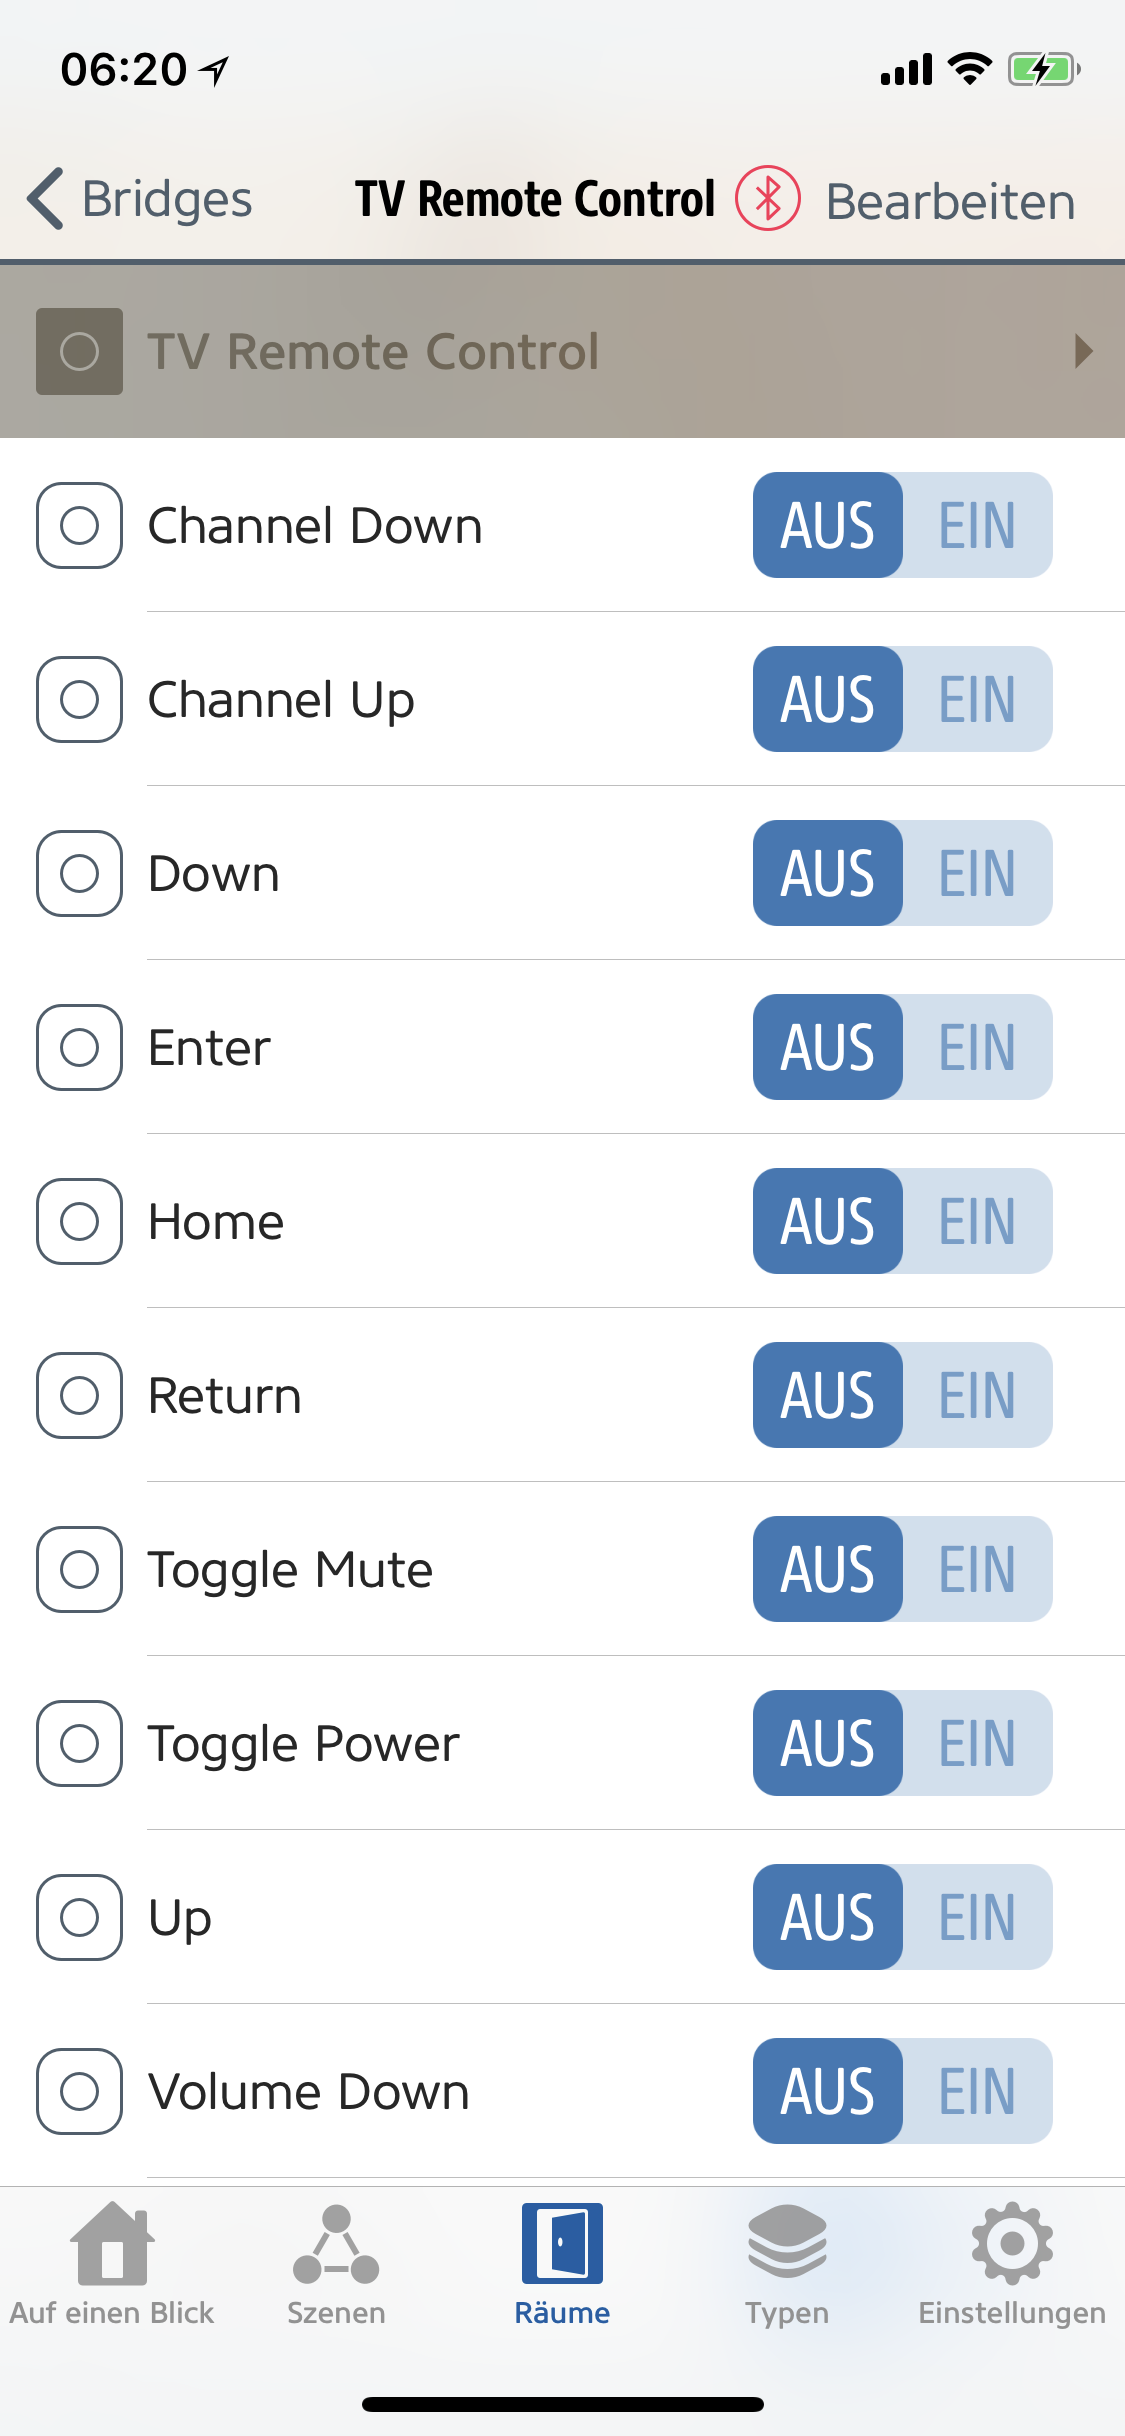 06:20
Bridges TV Remote Control Bearbeiten
TV Remote Control
Channel Down AUS EIN
Channel Up AUS EIN
Down AUS EIN
Enter AUS EIN
Home AUS EIN
Return AUS EIN
Toggle Mute AUS EIN
Toggle Power AUS EIN
Up AUS EIN
Volume Down AUS EIN
Auf einen Blick Szenen Räume Typen Einstellungen